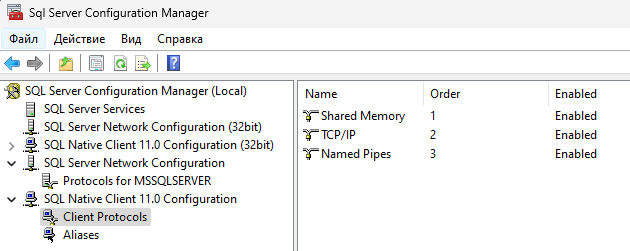 Sql Server Configuration Manager
Файл Действие Вид Справка
SQL Server Configuration Manager (Local)
SQL Server Services
SQL Server Network Configuration (32bit)
SQL Native Client 11.0 Configuration (32bit)
SQL Server Network Configuration
Protocols for MSSQLSERVER
SQL Native Client 11.0 Configuration
Client Protocols
Aliases
Name Order Enabled
Shared Memory 1 Enabled
TCP/IP 2 Enabled
Named Pipes 3 Enabled